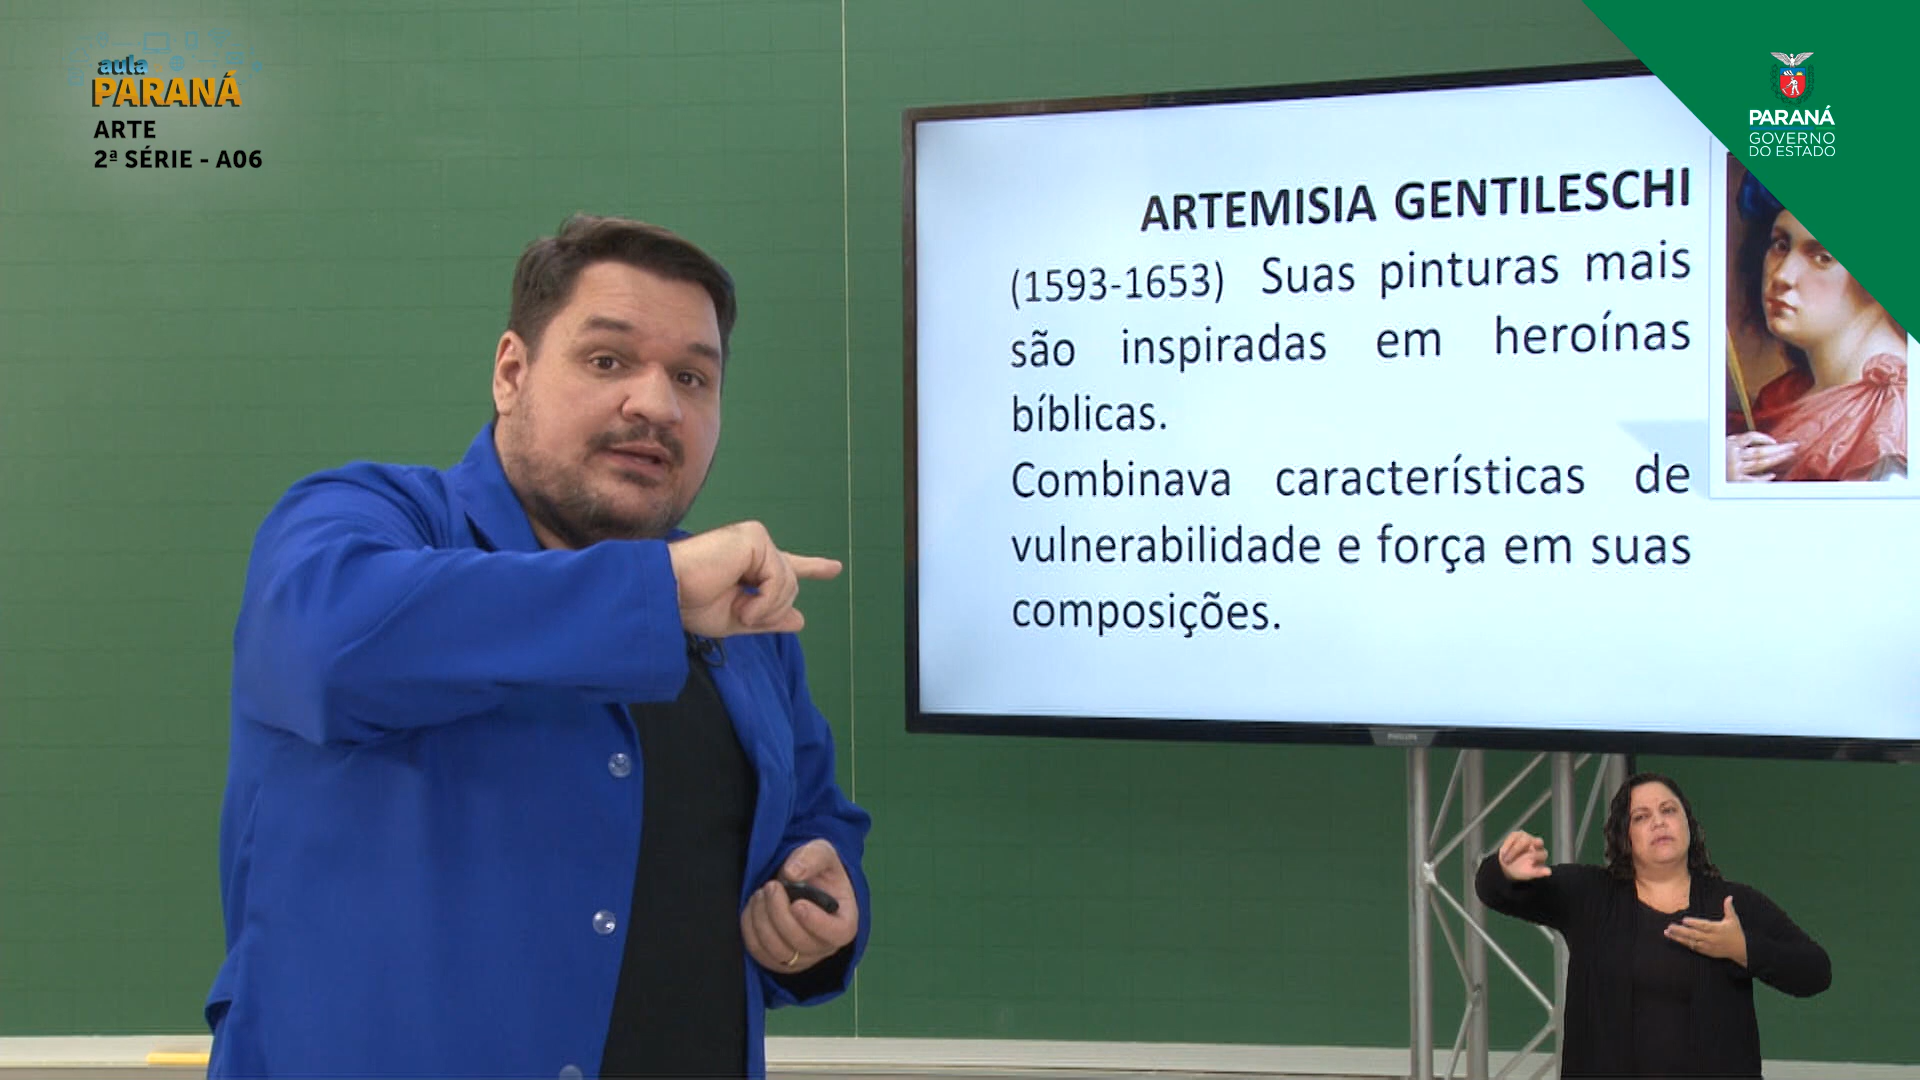 aula
PARANÁ
ARTE
2ª SÉRIE - A06
ARTEMISIA GENTILESCHI
(1593-1653) Suas pinturas mais
são inspiradas em heroínas
bíblicas.
Combinava características de
vulnerabilidade e força em suas
composições.
PHILIPS
PARANÁ
GOVERNO
DO ESTADO